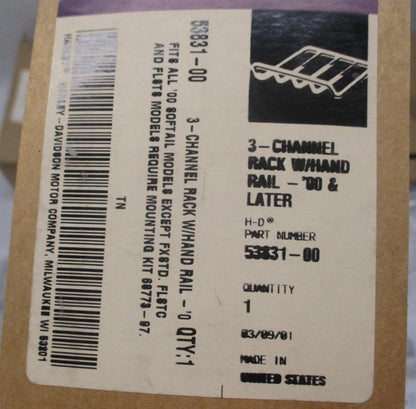 53831-00
3-CHANNEL RACK W/HAND RAIL - '0 QTY:1
FITS ALL '00 SOFTAIL MODELS EXCEPT FXSTD. FLSTC
AND FLSTS MODELS REQUIRE MOUNTING KIT 68773-97.
TN
HARLEY-DAVIDSON MOTOR COMPANY, MILWAUKEE WI 53201
3-CHANNEL
RACK W/HAND
RAIL - '00 &
LATER
H-D®
PART NUMBER
53831-00
QUANTITY
1
03/09/01
MADE IN
UNITED STATES